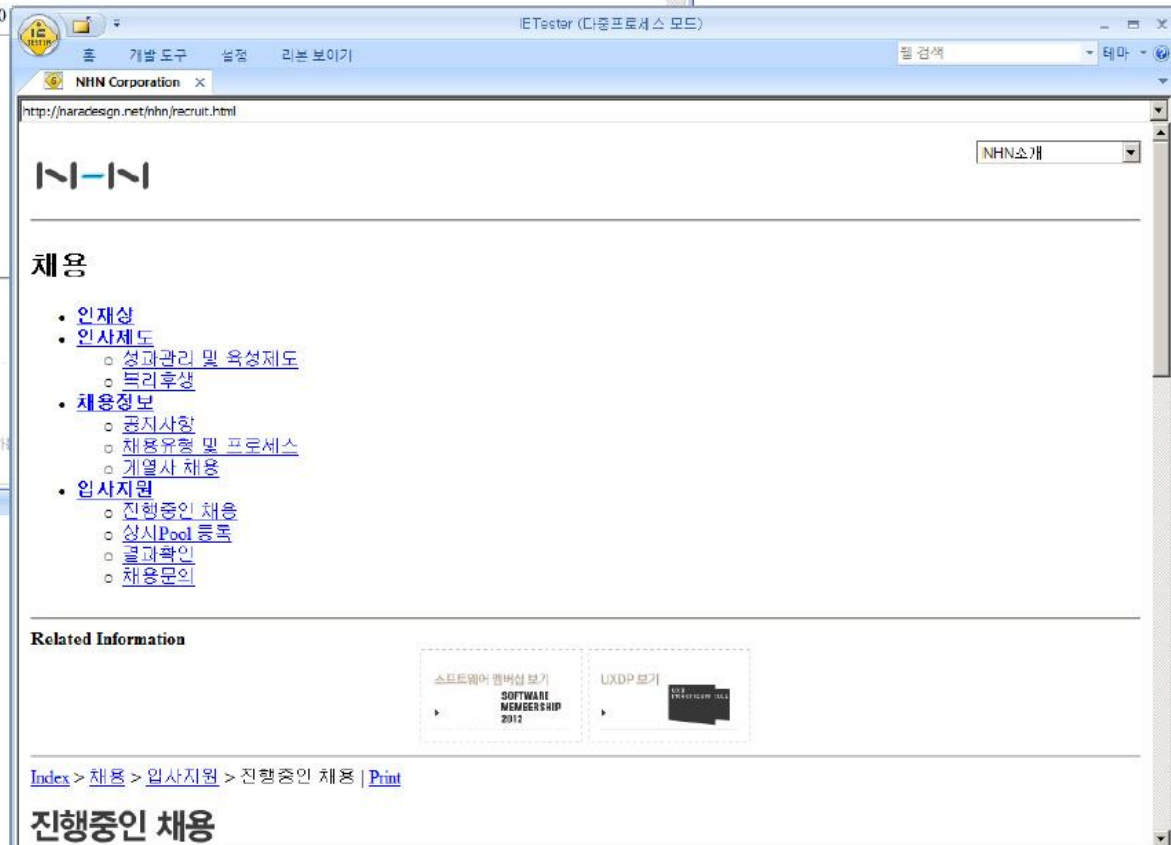 IETester (다중프로세스 모드)
홈 개발 도구 설정 리본 보이기
웹 검색
테마
NHN Corporation
http://naradesign.net/nhn/recruit.html
NHN
NHN소개
채용
인재상
인사제도
성과관리 및 육성제도
복리후생
채용정보
공지사항
채용유형 및 프로세스
계열사 채용
입사지원
진행중인 채용
상시Pool 등록
결과확인
채용문의
Related Information
소프트웨어 멤버십 보기
SOFTWARE
MEMBERSHIP
2012
UXDP 보기
Index > 채용 > 입사지원 > 진행중인 채용 | Print
진행중인 채용